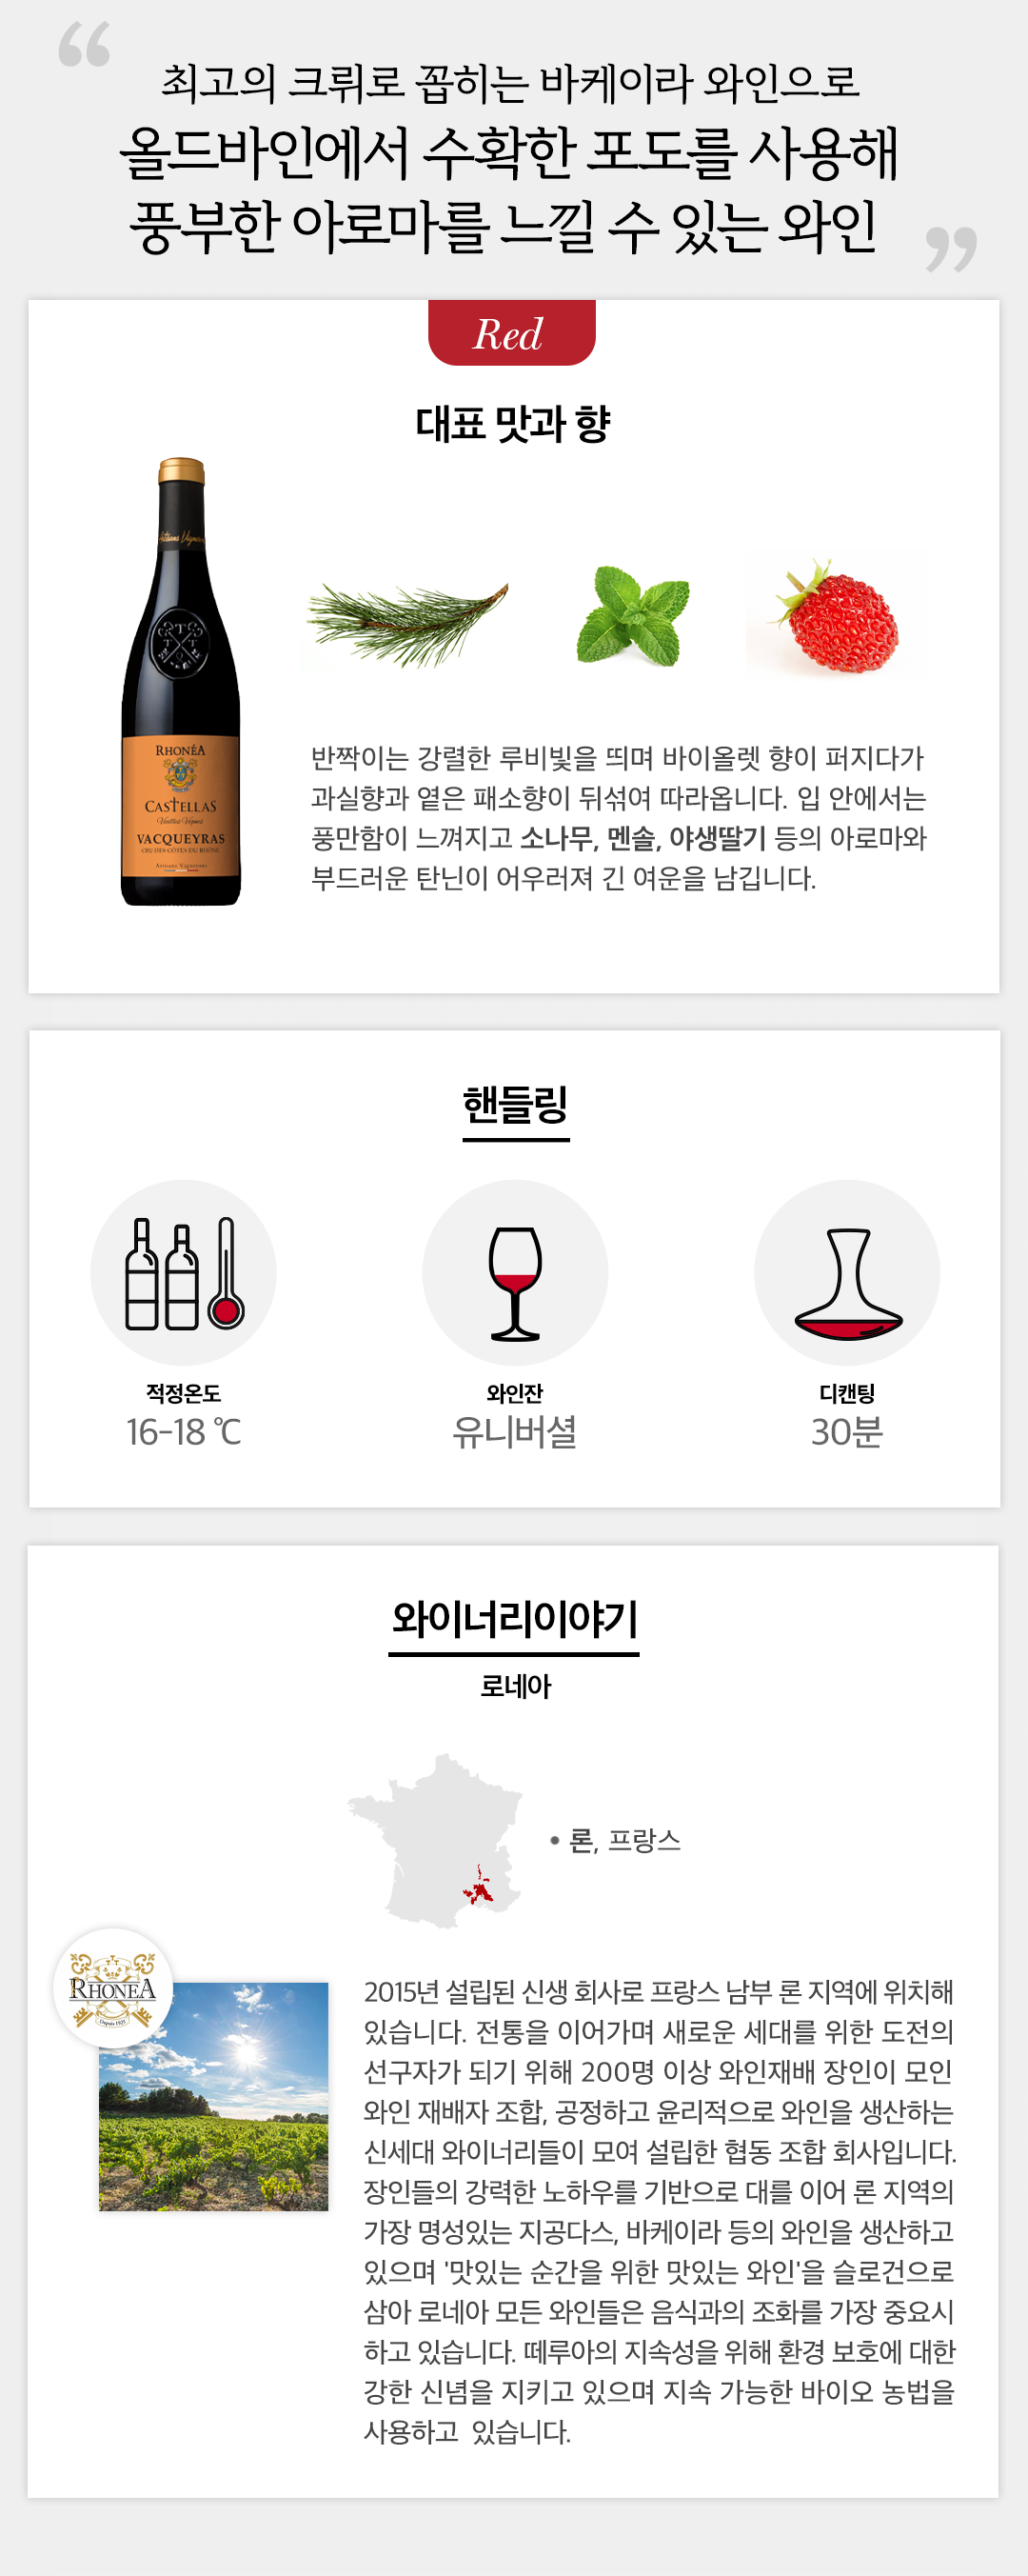 최고의 크뤼로 꼽히는 바케이라 와인으로
올드바인에서 수확한 포도를 사용해
풍부한 아로마를 느낄 수 있는 와인
Red
대표 맛과 향
RHONÉA
CASTELLAS
Vieilles Vignes
VACQUEYRAS
CRU DES CÔTES DU RHÔNE
Artisans Vignerons
반짝이는 강렬한 루비빛을 띄며 바이올렛 향이 퍼지다가
과실향과 옅은 패소향이 뒤섞여 따라옵니다. 입 안에서는
풍만함이 느껴지고 소나무, 멘솔, 야생딸기 등의 아로마와
부드러운 탄닌이 어우러져 긴 여운을 남깁니다.
핸들링
적정온도
16-18 ℃
와인잔
유니버셜
디캔팅
30분
와이너리이야기
로네아
• 론, 프랑스
RHONEA
Depuis 1925
2015년 설립된 신생 회사로 프랑스 남부 론 지역에 위치해
있습니다. 전통을 이어가며 새로운 세대를 위한 도전의
선구자가 되기 위해 200명 이상 와인재배 장인이 모인
와인 재배자 조합, 공정하고 윤리적으로 와인을 생산하는
신세대 와이너리들이 모여 설립한 협동 조합 회사입니다.
장인들의 강력한 노하우를 기반으로 대를 이어 론 지역의
가장 명성있는 지공다스, 바케이라 등의 와인을 생산하고
있으며 '맛있는 순간을 위한 맛있는 와인'을 슬로건으로
삼아 로네아 모든 와인들은 음식과의 조화를 가장 중요시
하고 있습니다. 떼루아의 지속성을 위해 환경 보호에 대한
강한 신념을 지키고 있으며 지속 가능한 바이오 농법을
사용하고 있습니다.